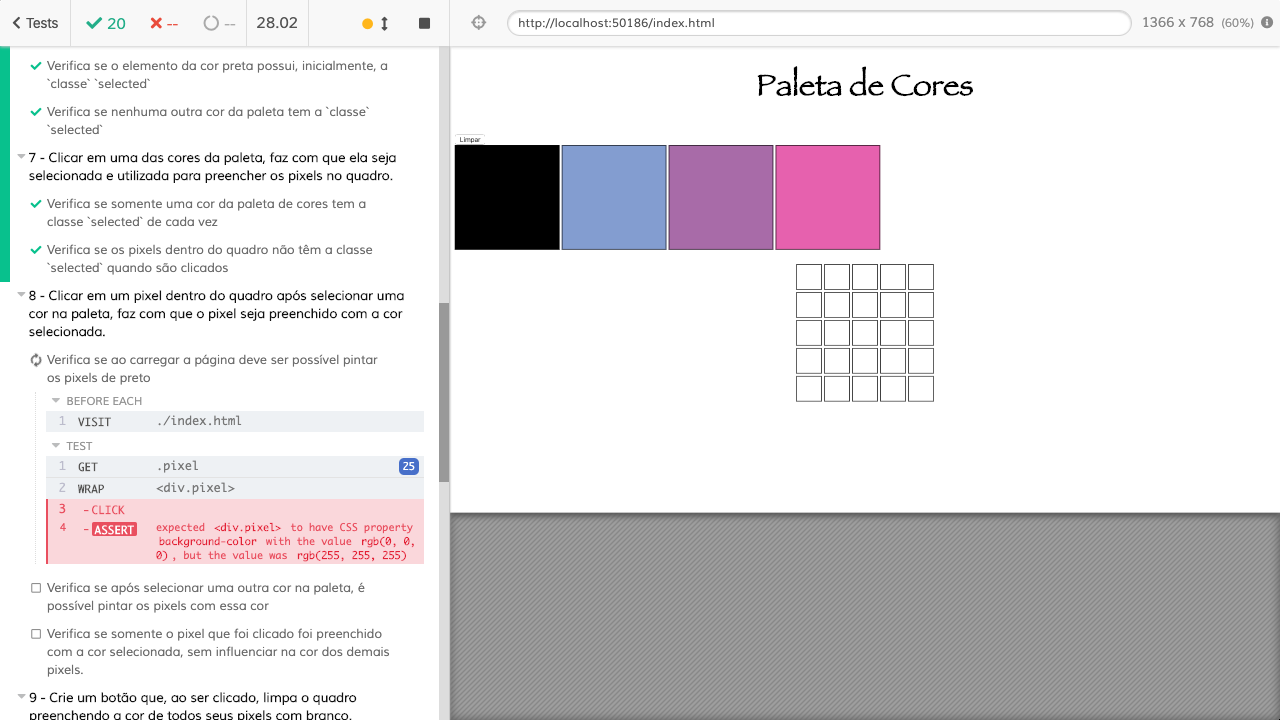 Tests 20 -- -- 28.02 http://localhost:50186/index.html 1366 x 768 (60%)
Verifica se o elemento da cor preta possui, inicialmente, a
`classe` `selected`
Verifica se nenhuma outra cor da paleta tem a `classe`
`selected`
7 - Clicar em uma das cores da paleta, faz com que ela seja
selecionada e utilizada para preencher os pixels no quadro.
Verifica se somente uma cor da paleta de cores tem a
classe `selected` de cada vez
Verifica se os pixels dentro do quadro não têm a classe
`selected` quando são clicados
8 - Clicar em um pixel dentro do quadro após selecionar uma
cor na paleta, faz com que o pixel seja preenchido com a cor
selecionada.
Verifica se ao carregar a página deve ser possível pintar
os pixels de preto
BEFORE EACH
1 VISIT ./index.html
TEST
1 GET .pixel 25
2 WRAP <div.pixel>
3 -CLICK
4 -ASSERT expected <div.pixel> to have CSS property
background-color with the value rgb(0, 0,
0), but the value was rgb(255, 255, 255)
Verifica se após selecionar uma outra cor na paleta, é
possível pintar os pixels com essa cor
Verifica se somente o pixel que foi clicado foi preenchido
com a cor selecionada, sem influenciar na cor dos demais
pixels.
9 - Crie um botão que, ao ser clicado, limpa o quadro
preenchendo a cor de todos seus pixels com branco.
Paleta de Cores
Limpar